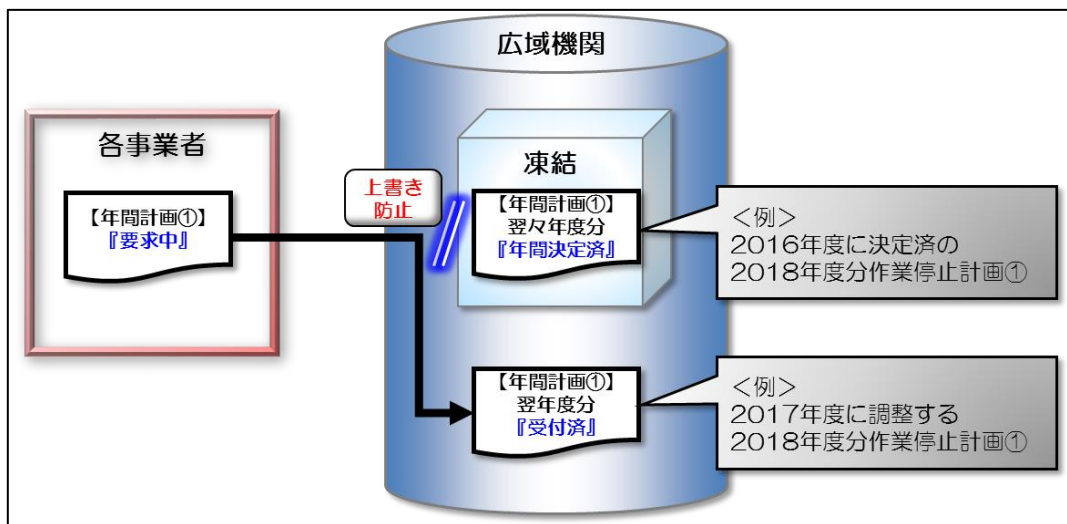 広域機関
各事業者
凍結
上書き
防止
【年間計画①】
『要求中』
【年間計画①】
翌々年度分
『年間決定済』
＜例＞
2016年度に決定済の
2018年度分作業停止計画①
【年間計画①】
翌年度分
『受付済』
＜例＞
2017年度に調整する
2018年度分作業停止計画①